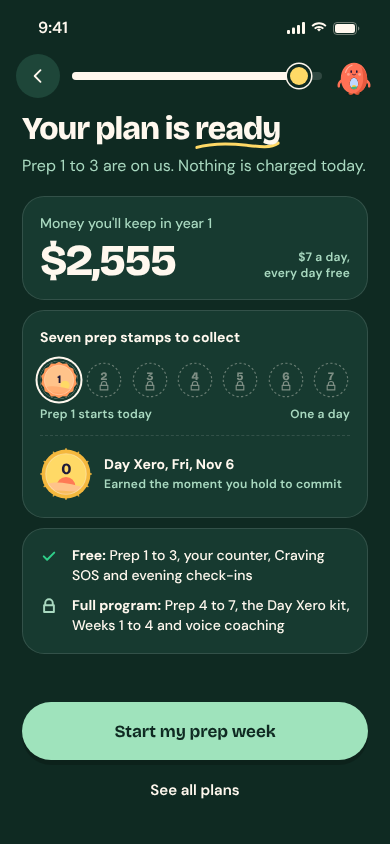 9:41
Your plan is ready
Prep 1 to 3 are on us. Nothing is charged today.
Money you'll keep in year 1
$2,555
$7 a day,
every day free
Seven prep stamps to collect
1 2 3 4 5 6 7
Prep 1 starts today
One a day
0
Day Xero, Fri, Nov 6
Earned the moment you hold to commit
Free: Prep 1 to 3, your counter, Craving
SOS and evening check-ins
Full program: Prep 4 to 7, the Day Xero kit,
Weeks 1 to 4 and voice coaching
Start my prep week
See all plans